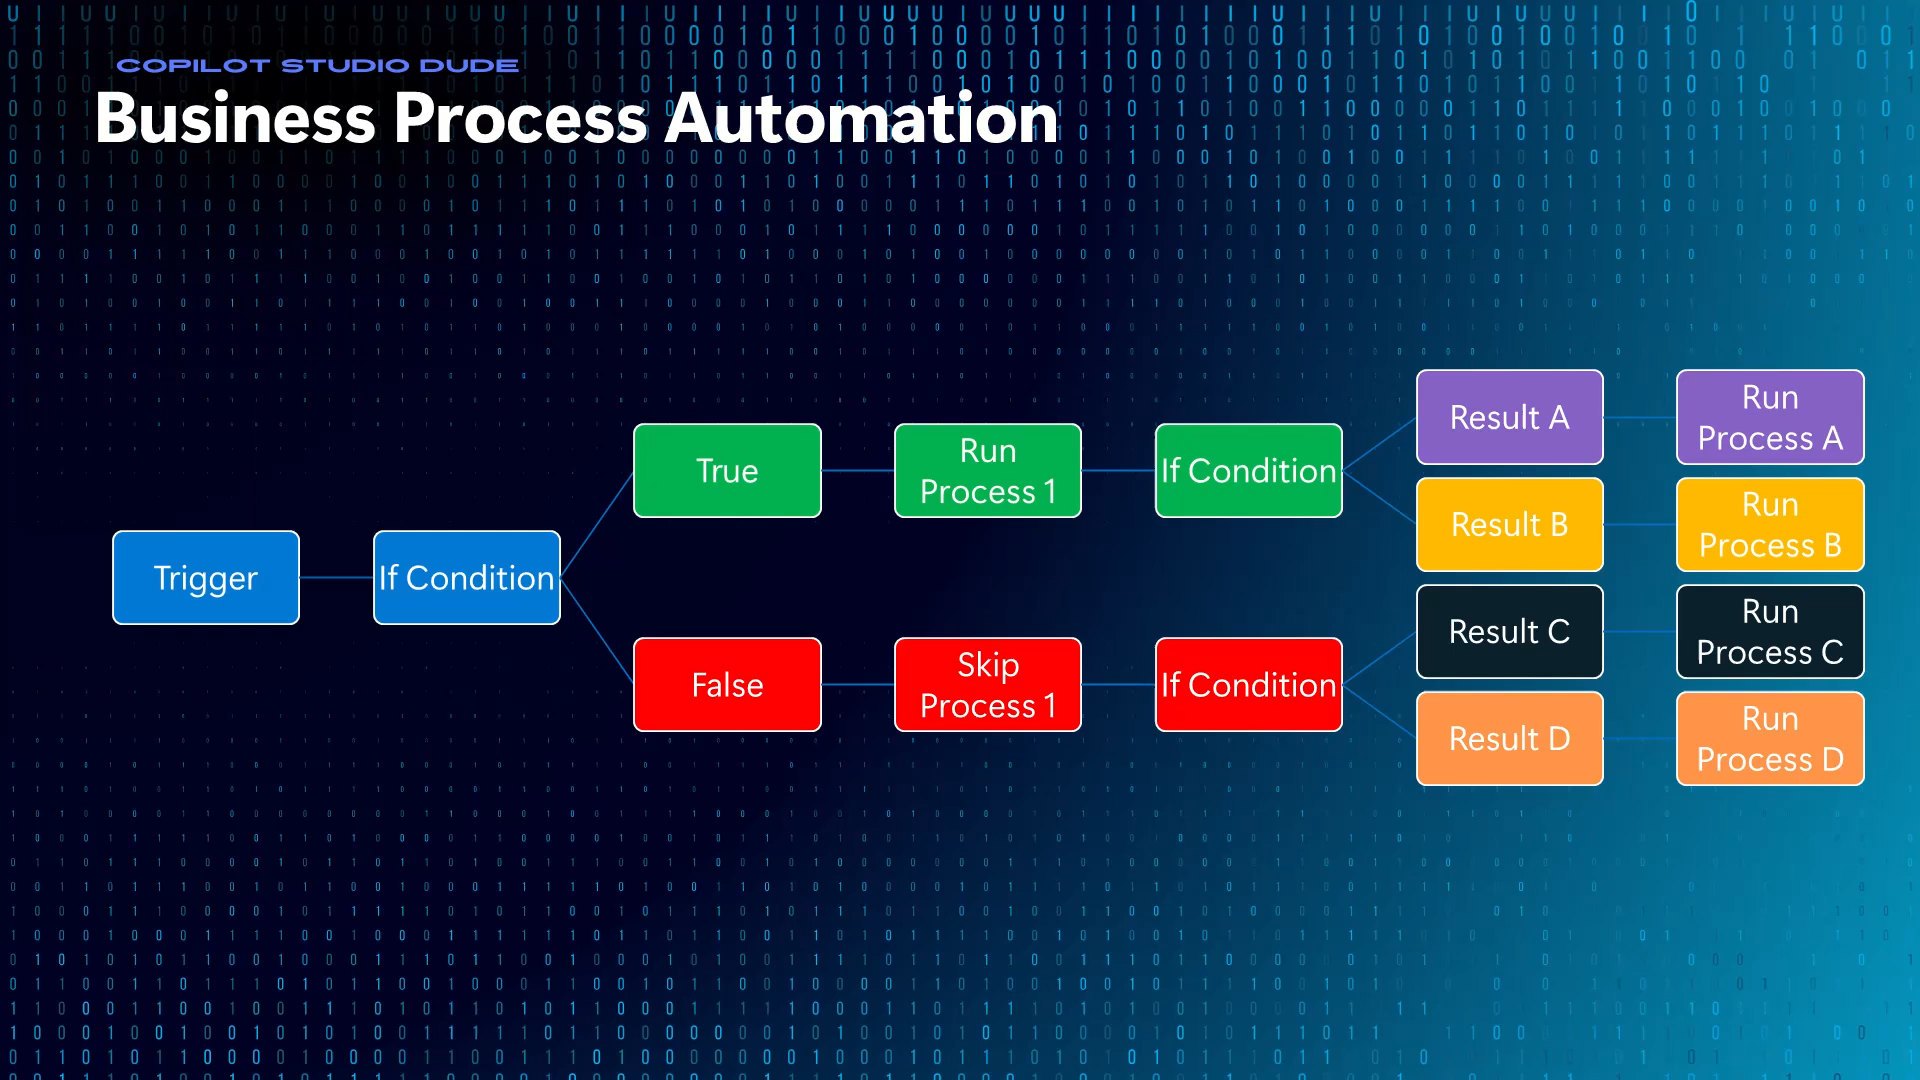 COPILOT STUDIO DUDE
Business Process Automation
Trigger
If Condition
True
Run
Process 1
If Condition
False
Skip
Process 1
If Condition
Result A
Run
Process A
Result B
Run
Process B
Result C
Run
Process C
Result D
Run
Process D